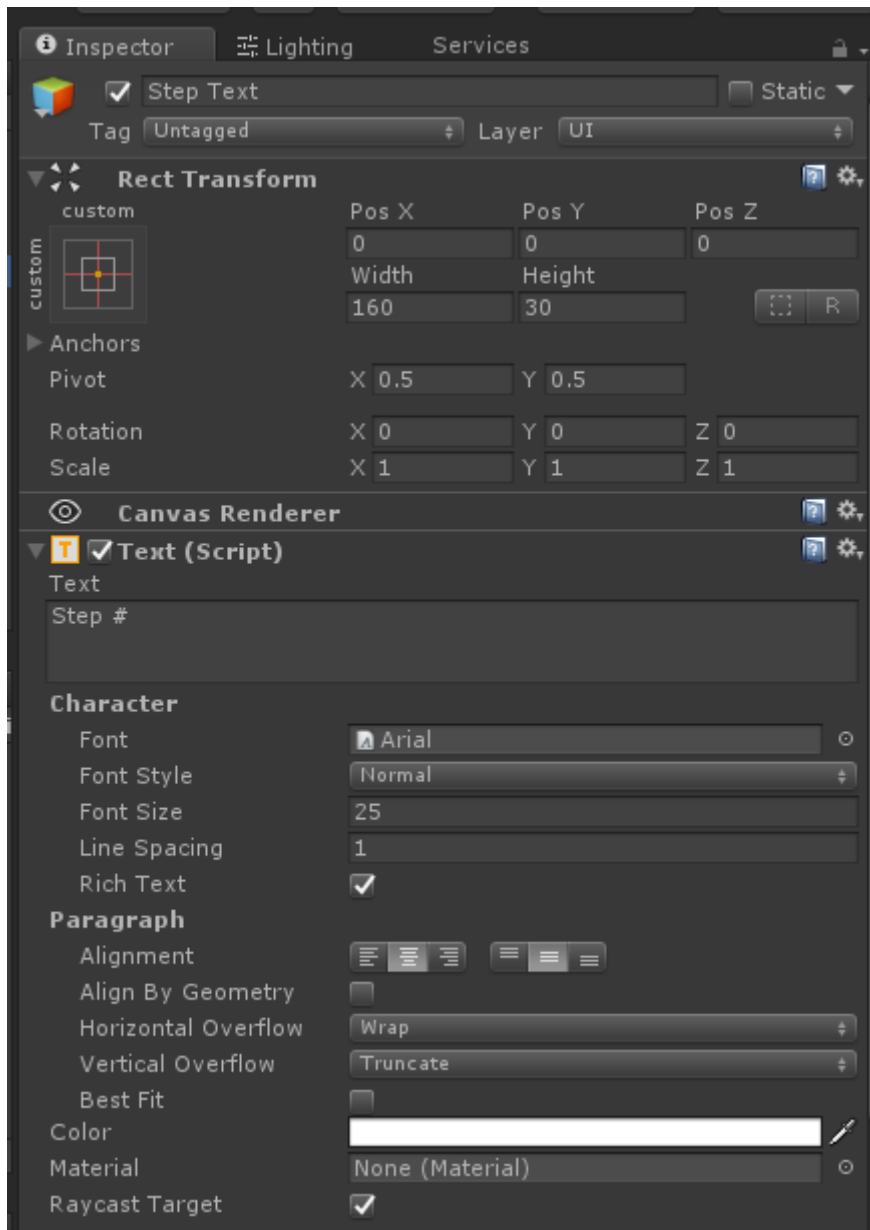 Inspector Lighting Services
Step Text Static
Tag Untagged Layer UI
Rect Transform
custom Pos X Pos Y Pos Z
custom
0 0 0
Width Height
160 30 R
Anchors
Pivot X 0.5 Y 0.5
Rotation X 0 Y 0 Z 0
Scale X 1 Y 1 Z 1
Canvas Renderer
T Text (Script)
Text
Step #
Character
Font Arial
Font Style Normal
Font Size 25
Line Spacing 1
Rich Text
Paragraph
Alignment
Align By Geometry
Horizontal Overflow Wrap
Vertical Overflow Truncate
Best Fit
Color
Material None (Material)
Raycast Target